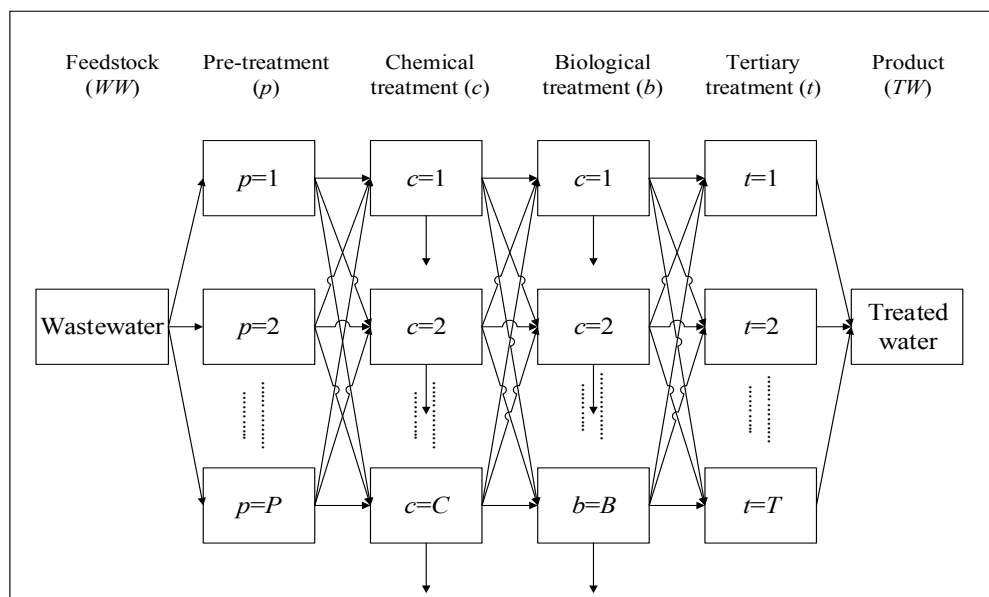 Feedstock
(WW)
Pre-treatment
(p)
Chemical
treatment (c)
Biological
treatment (b)
Tertiary
treatment (t)
Product
(TW)
p=1
c=1
c=1
t=1
Wastewater
p=2
c=2
c=2
t=2
Treated
water
p=P
c=C
b=B
t=T